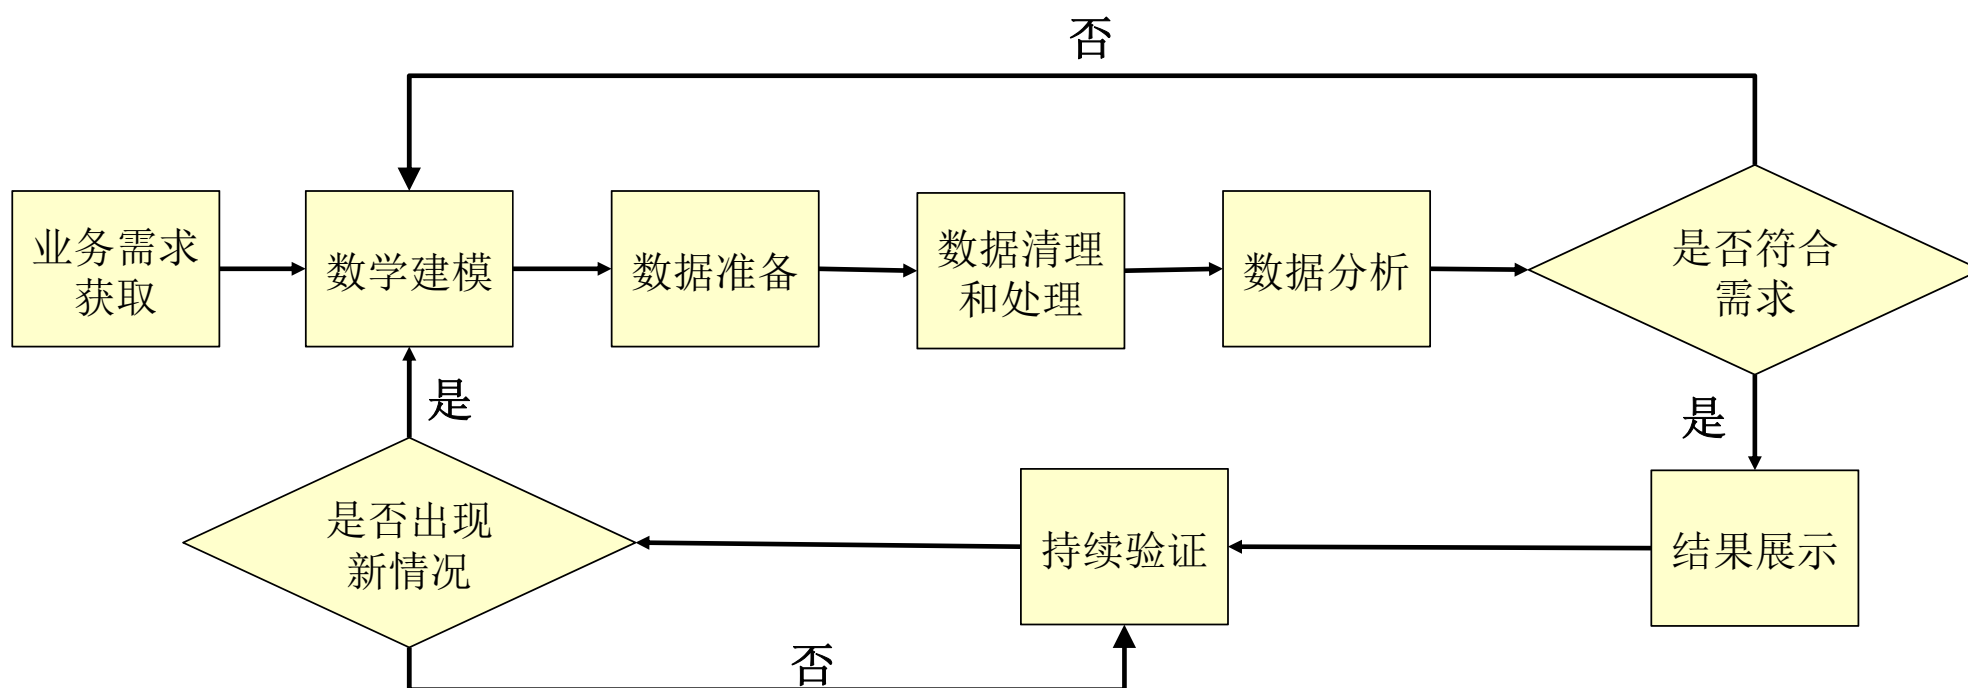 否
业务需求
获取
数学建模
数据准备
数据清理
和处理
数据分析
是否符合
需求
是
是
是否出现
新情况
持续验证
结果展示
否